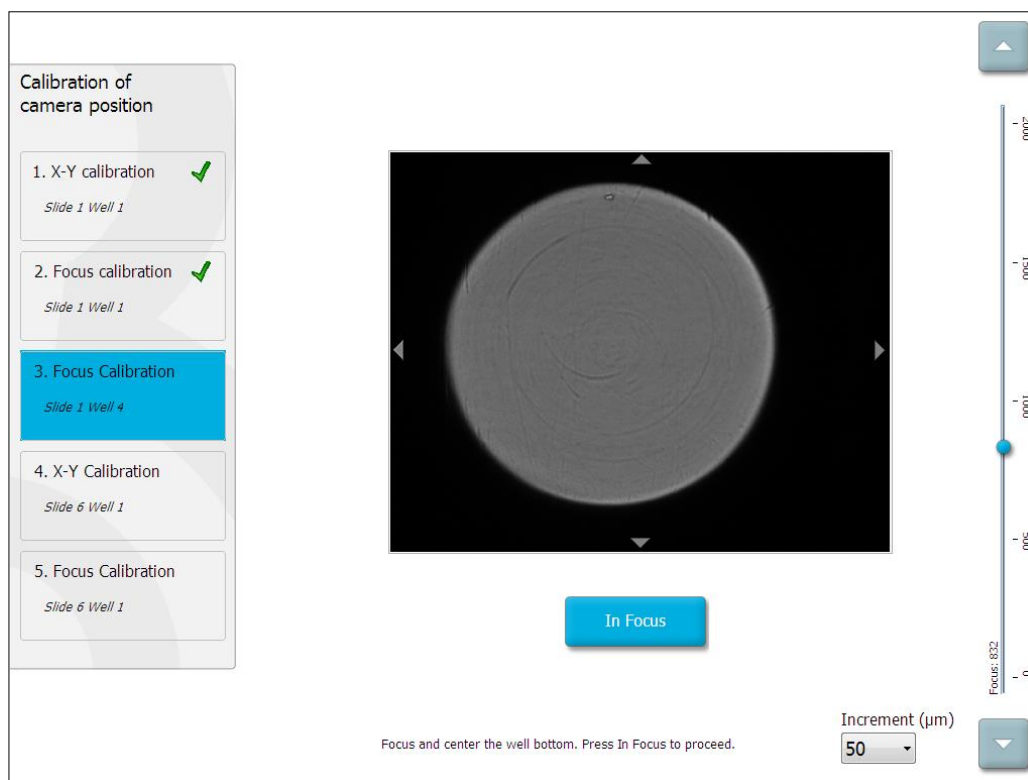 Calibration of
camera position
1. X-Y calibration
Slide 1 Well 1
2. Focus calibration
Slide 1 Well 1
3. Focus Calibration
Slide 1 Well 4
4. X-Y Calibration
Slide 6 Well 1
5. Focus Calibration
Slide 6 Well 1
In Focus
Focus and center the well bottom. Press In Focus to proceed.
Increment (µm)
50
2000
1500
1000
500
0
Focus: 832